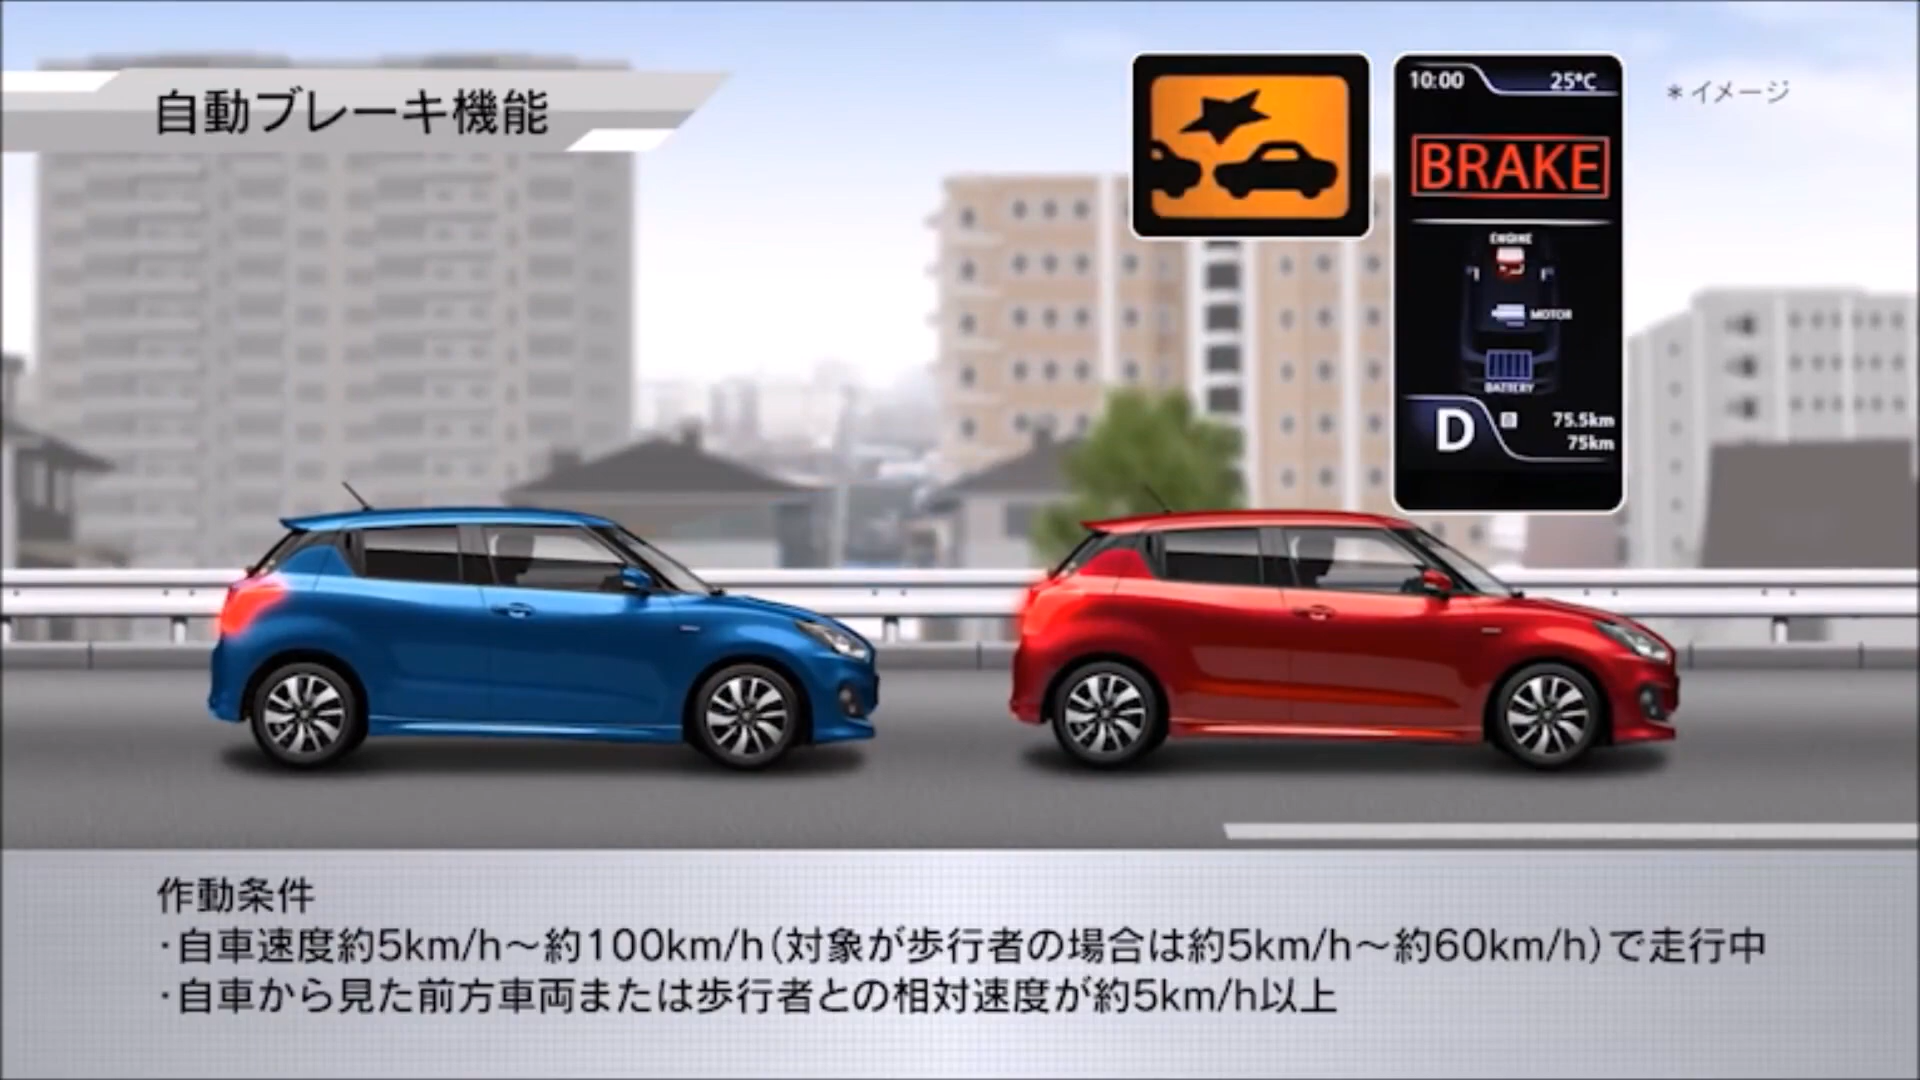 自動ブレーキ機能
10:00 25℃
＊イメージ
BRAKE
ENGINE
MOTOR
BATTERY
D
75.5km
75km
作動条件
・自車速度約5km/h～約100km/h（対象が歩行者の場合は約5km/h～約60km/h）で走行中
・自車から見た前方車両または歩行者との相対速度が約5km/h以上